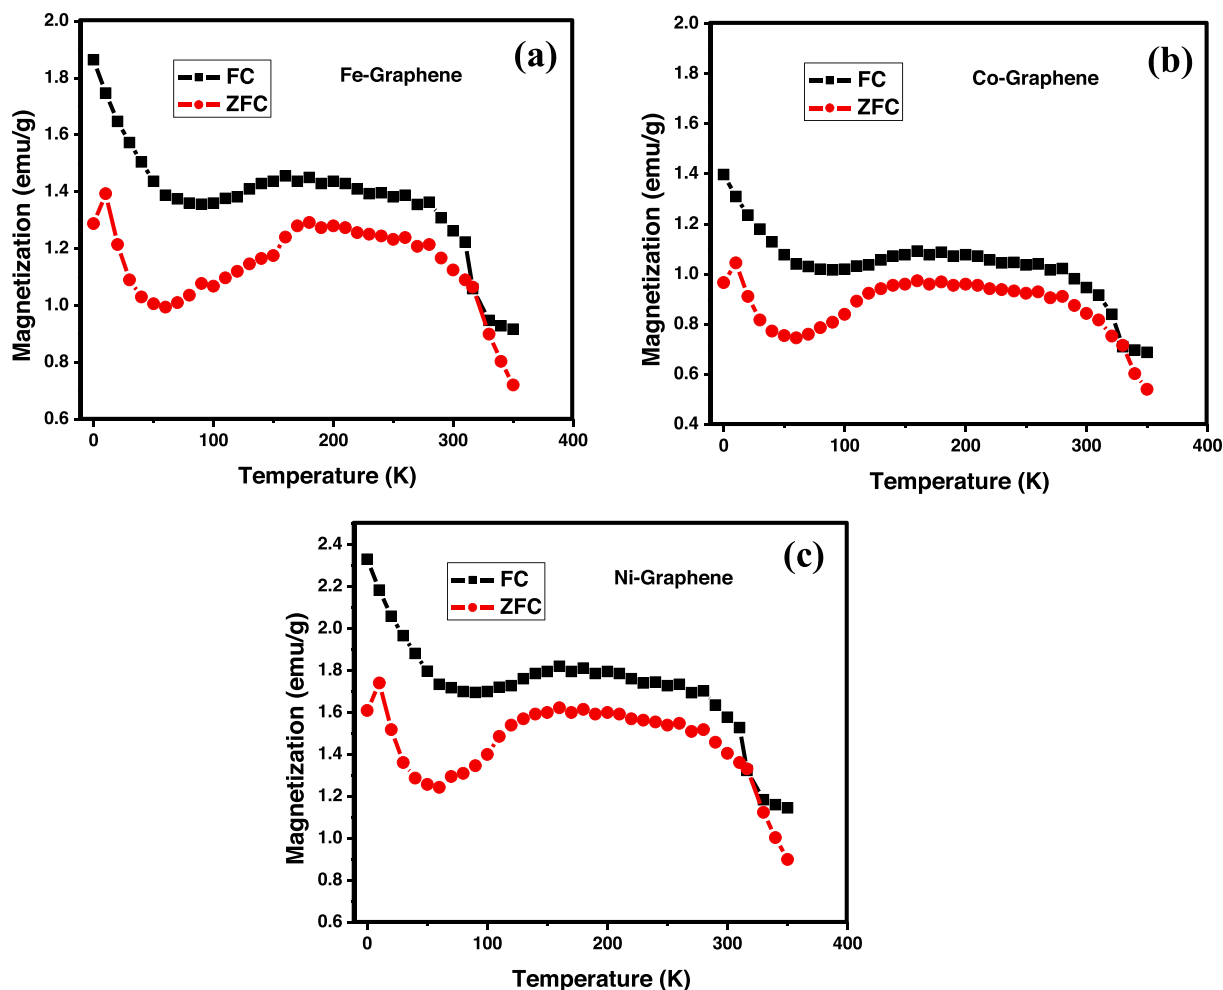 (a)
Fe-Graphene
FC
ZFC
Magnetization (emu/g)
2.0
1.8
1.6
1.4
1.2
1.0
0.8
0.6
0
100
200
300
400
Temperature (K)
(b)
Co-Graphene
FC
ZFC
Magnetization (emu/g)
2.0
1.8
1.6
1.4
1.2
1.0
0.8
0.6
0.4
0
100
200
300
400
Temperature (K)
(c)
Ni-Graphene
FC
ZFC
Magnetization (emu/g)
2.4
2.2
2.0
1.8
1.6
1.4
1.2
1.0
0.8
0.6
0
100
200
300
400
Temperature (K)